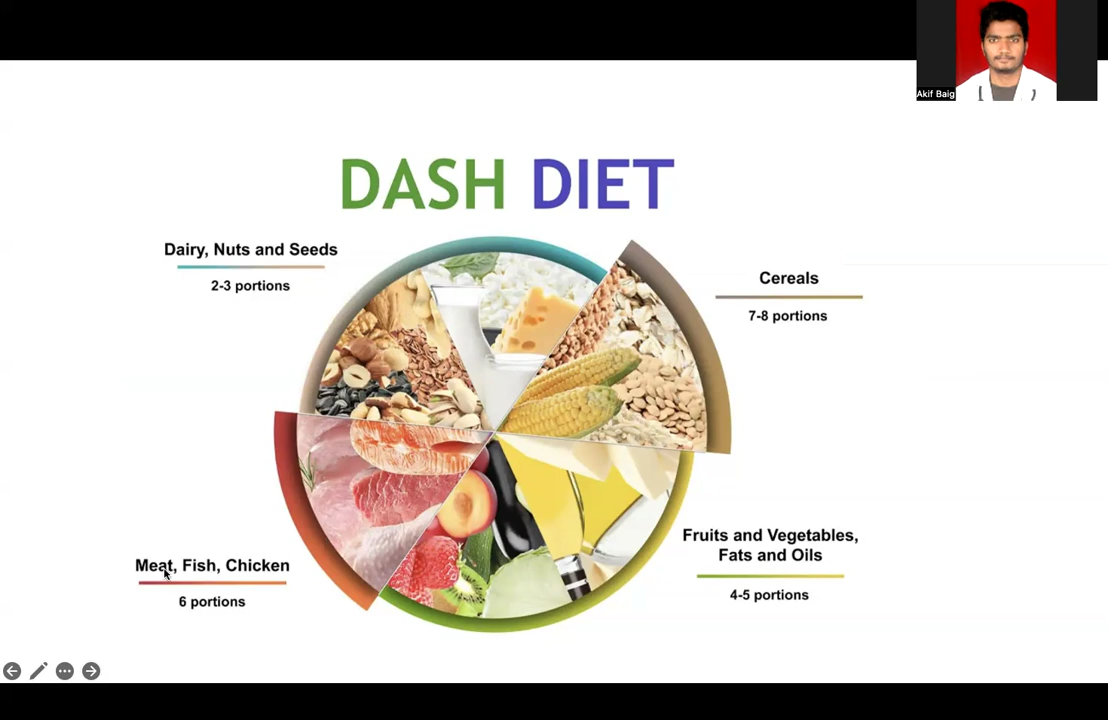 Akif Baig
DASH DIET
Dairy, Nuts and Seeds
2-3 portions
Cereals
7-8 portions
Fruits and Vegetables,
Fats and Oils
4-5 portions
Meat, Fish, Chicken
6 portions